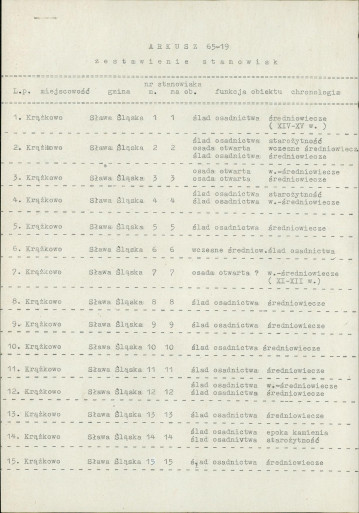 ARKUSZ 65-19
zestawienie stanowisk
nr stanowiska
L.p. miejscowość gmina m. na ob. funkcja obiektu chronologia
1. Krążkowo Sława Śląska 1 1 ślad osadnictwa średniowiecze
( XIV-XV w. )
ślad osadnictwa starożytność
2. Krążkowo Sława Śląska 2 2 osada otwarta wczesne średniowiecz
śl. osadnictwa średniowiecze
osada otwarta w.-średniowiecze
3. Krążkowo Sława Śląska 3 3 osada otwarta średniowiecze
ślad osadnictwa starożytność
4. Krążkowo Sława Śląska 4 4 ślad osadnictwa średniowiecze
5. Krążkowo Sława Śląska 5 5 ślad osadnictwa średniowiecze
6. Krążkowo Sława Śląska 6 6 wczesne średniow.ślad osadnictwa
7. Krążkowo Sława Śląska 7 7 osada otwarta ? w.-średniowiecze
( XI-XII w.)
8. Krążkowo Sława Śląska 8 8 ślad osadnictwa średniowiecze
9. Krążkowo Sława Śląska 9 9 ślad osadnictwa średniowiecze
10. Krążkowo Sława Śląska 10 10 ślad osadnictwa średniowiecze
11. Krążkowo Sława Śląska 11 11 ślad osadnictwa średniowiecze
ślad osadnictwa w.-średniowiecze
12. Krążkowo Sława Śląska 12 12 ślad osadnictwa średniowiecze
13. Krążkowo Sława Śląska 13 13 ślad osadnictwa średniowiecze
ślad osadnictwa epoka kamienia
14. Krążkowo Sława Śląska 14 14 ślad osadnictwa starożytność
15. Krążkowo Sława Śląska 15 15 ślad osadnictwa średniowiecze